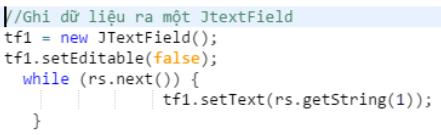 //Ghi dữ liệu ra một JtextField
tf1 = new JTextField();
tf1.setEditable(false);
while (rs.next()) {
tf1.setText(rs.getString(1));
}